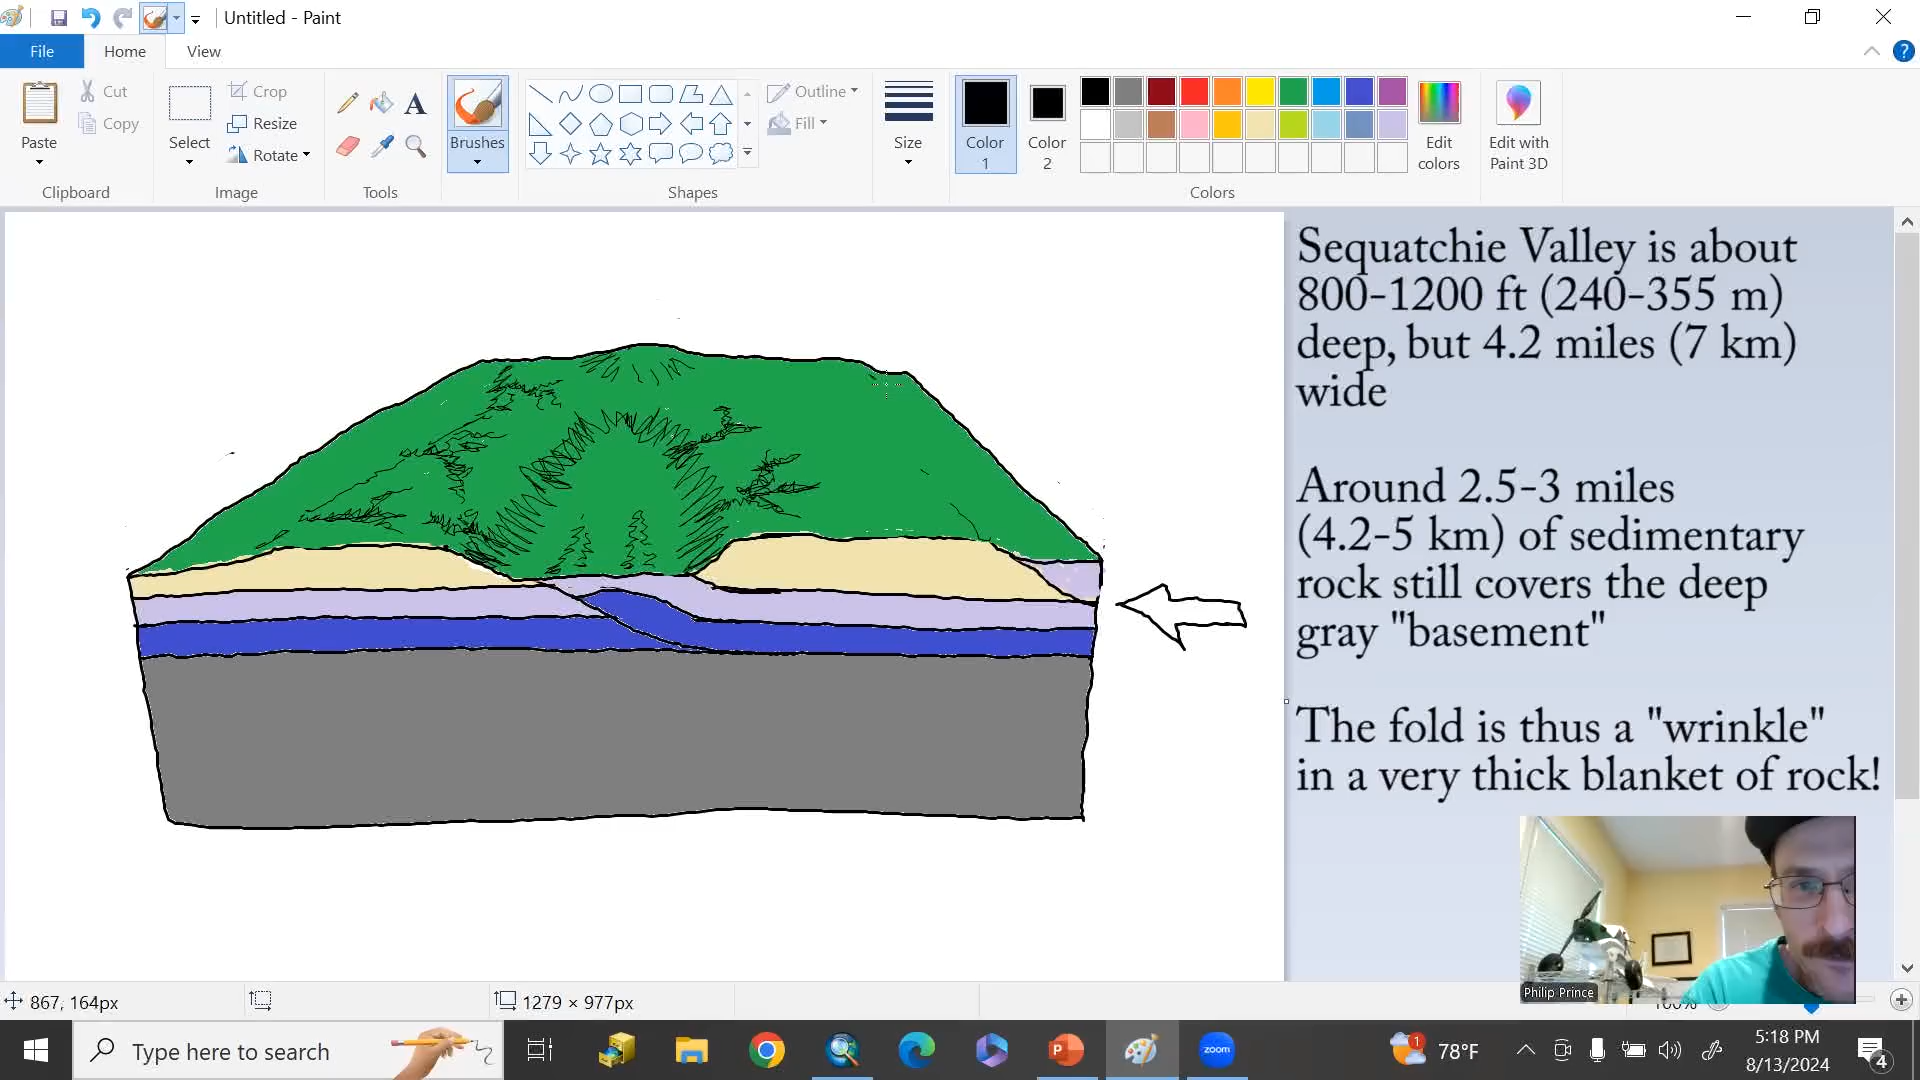 Untitled - Paint
File
Home
View
Paste
Cut
Copy
Clipboard
Select
Crop
Resize
Rotate
Image
A
Tools
Brushes
Outline
Fill
Shapes
Size
Color 1
Color 2
Edit colors
Colors
Edit with Paint 3D
?
Sequatchie Valley is about
800-1200 ft (240-355 m)
deep, but 4.2 miles (7 km)
wide
Around 2.5-3 miles
(4.2-5 km) of sedimentary
rock still covers the deep
gray "basement"
The fold is thus a "wrinkle"
in a very thick blanket of rock!
Philip Prince
867, 164px
1279 × 977px
100%
Type here to search
P
zoom
1
78°F
5:18 PM
8/13/2024
4